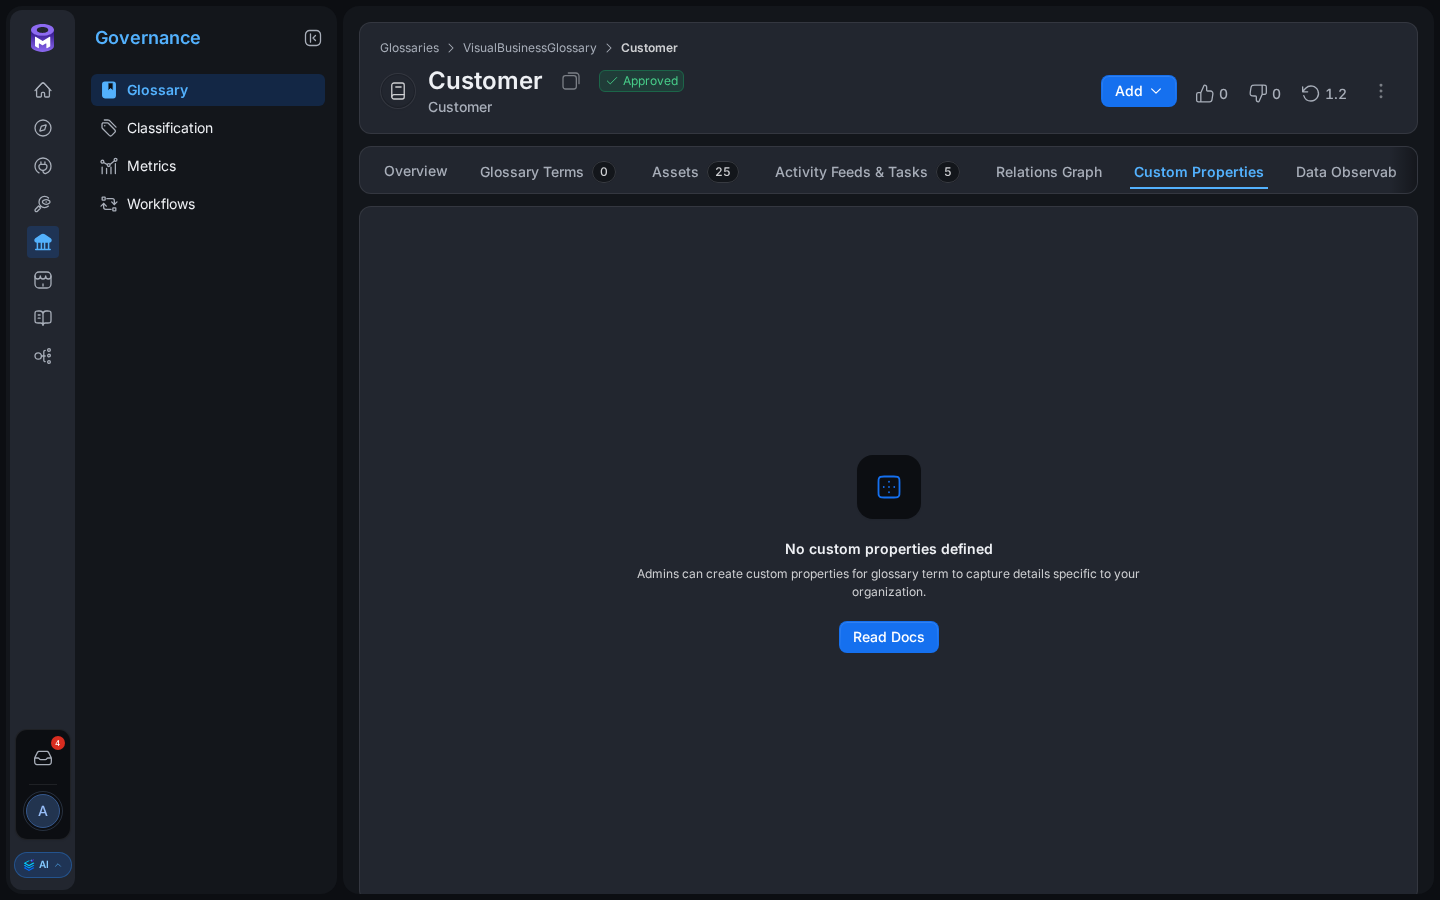 Governance
Glossary
Classification
Metrics
Workflows
4
A
AI
Glossaries > VisualBusinessGlossary > Customer
Customer
Approved
Customer
Add
0
0
1.2
Overview
Glossary Terms 0
Assets 25
Activity Feeds & Tasks 5
Relations Graph
Custom Properties
Data Observab
No custom properties defined
Admins can create custom properties for glossary term to capture details specific to your
organization.
Read Docs